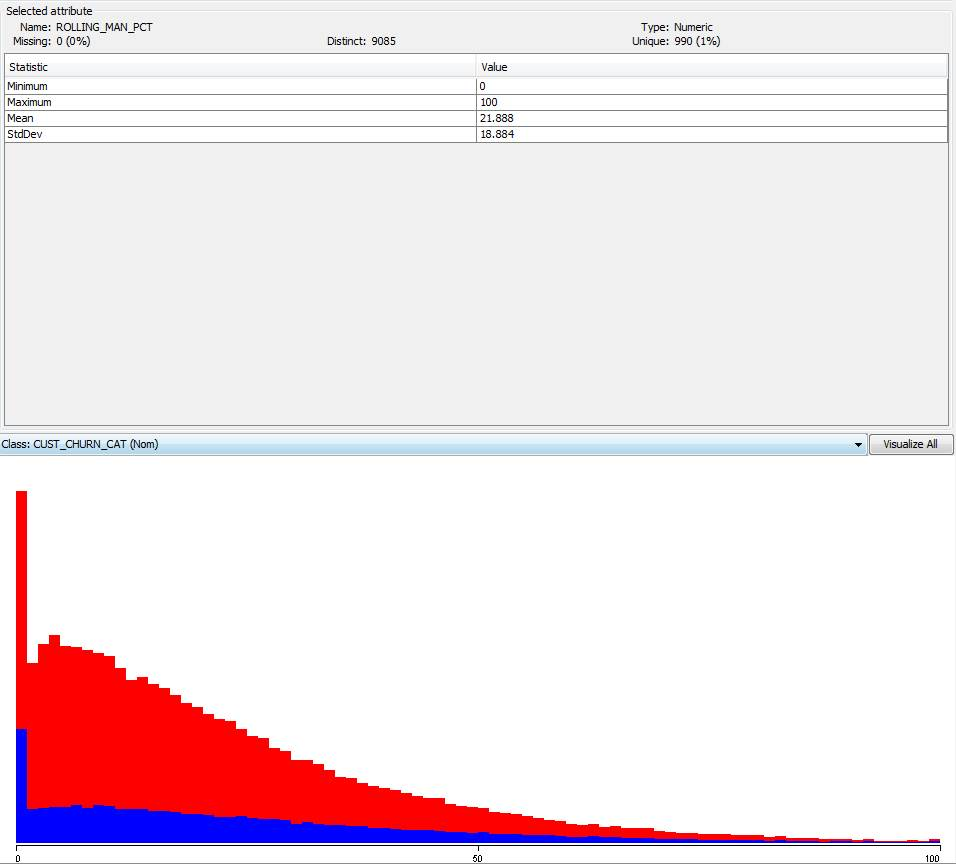 Selected attribute
Name: ROLLING_MAN_PCT Type: Numeric
Missing: 0 (0%) Distinct: 9085 Unique: 990 (1%)
Statistic Value
Minimum 0
Maximum 100
Mean 21.888
StdDev 18.884
Class: CUST_CHURN_CAT (Nom) Visualize All
0 50 100